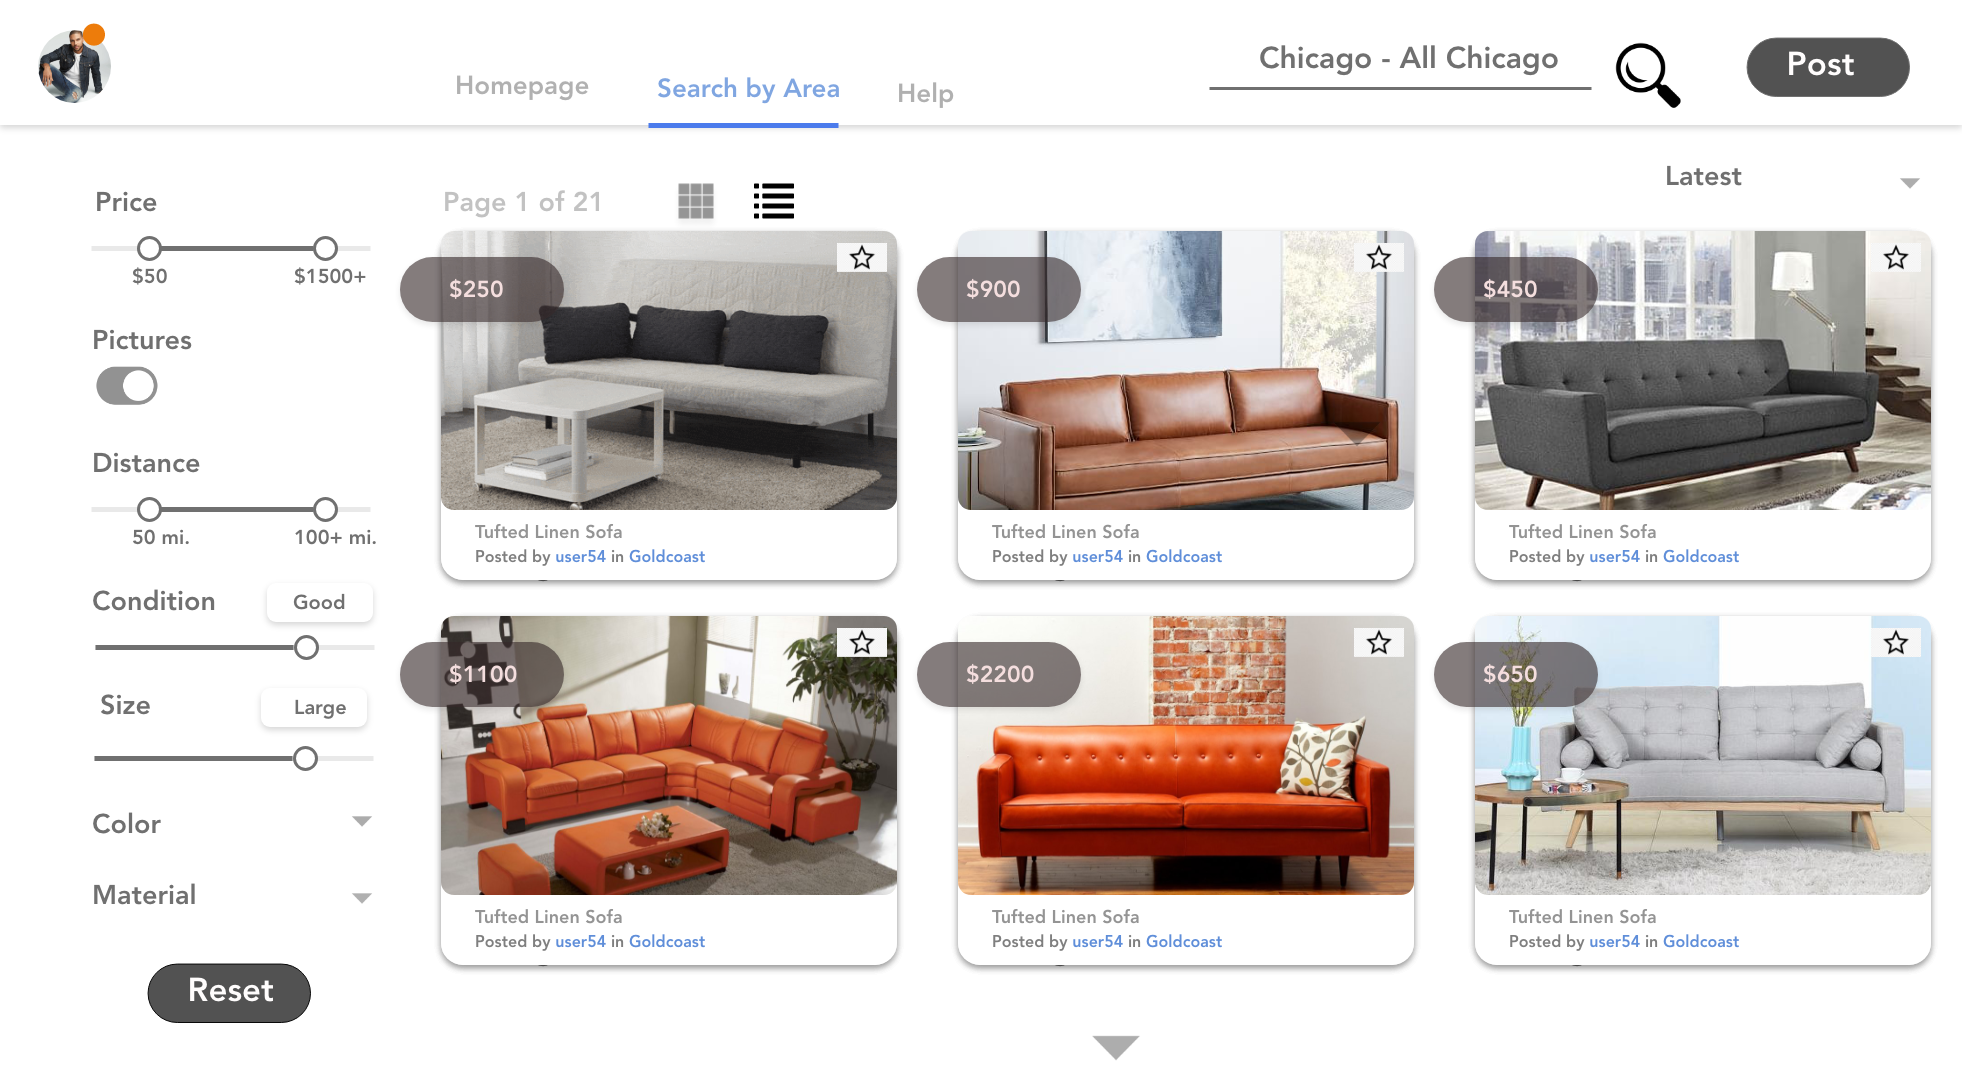 Homepage
Search by Area
Help
Chicago - All Chicago
Post
Price
$50
$1500+
Pictures
Distance
50 mi.
100+ mi.
Condition
Good
Size
Large
Color
Material
Reset
Page 1 of 21
Latest
$250
Tufted Linen Sofa
Posted by user54 in Goldcoast
$900
Tufted Linen Sofa
Posted by user54 in Goldcoast
$450
Tufted Linen Sofa
Posted by user54 in Goldcoast
$1100
Tufted Linen Sofa
Posted by user54 in Goldcoast
$2200
Tufted Linen Sofa
Posted by user54 in Goldcoast
$650
Tufted Linen Sofa
Posted by user54 in Goldcoast